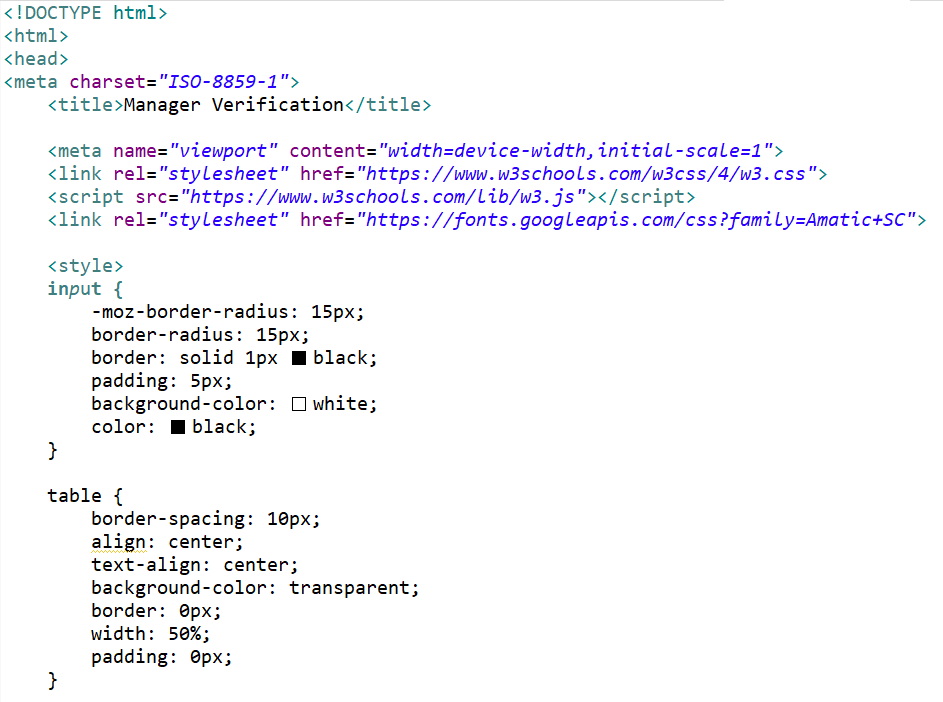 <!DOCTYPE html>
<html>
<head>
<meta charset="ISO-8859-1">
<title>Manager Verification</title>
<meta name="viewport" content="width=device-width,initial-scale=1">
<link rel="stylesheet" href="https://www.w3schools.com/w3css/4/w3.css">
<script src="https://www.w3schools.com/lib/w3.js"></script>
<link rel="stylesheet" href="https://fonts.googleapis.com/css?family=Amatic+SC">
<style>
input {
-moz-border-radius: 15px;
border-radius: 15px;
border: solid 1px black;
padding: 5px;
background-color: white;
color: black;
}
table {
border-spacing: 10px;
align: center;
text-align: center;
background-color: transparent;
border: 0px;
width: 50%;
padding: 0px;
}